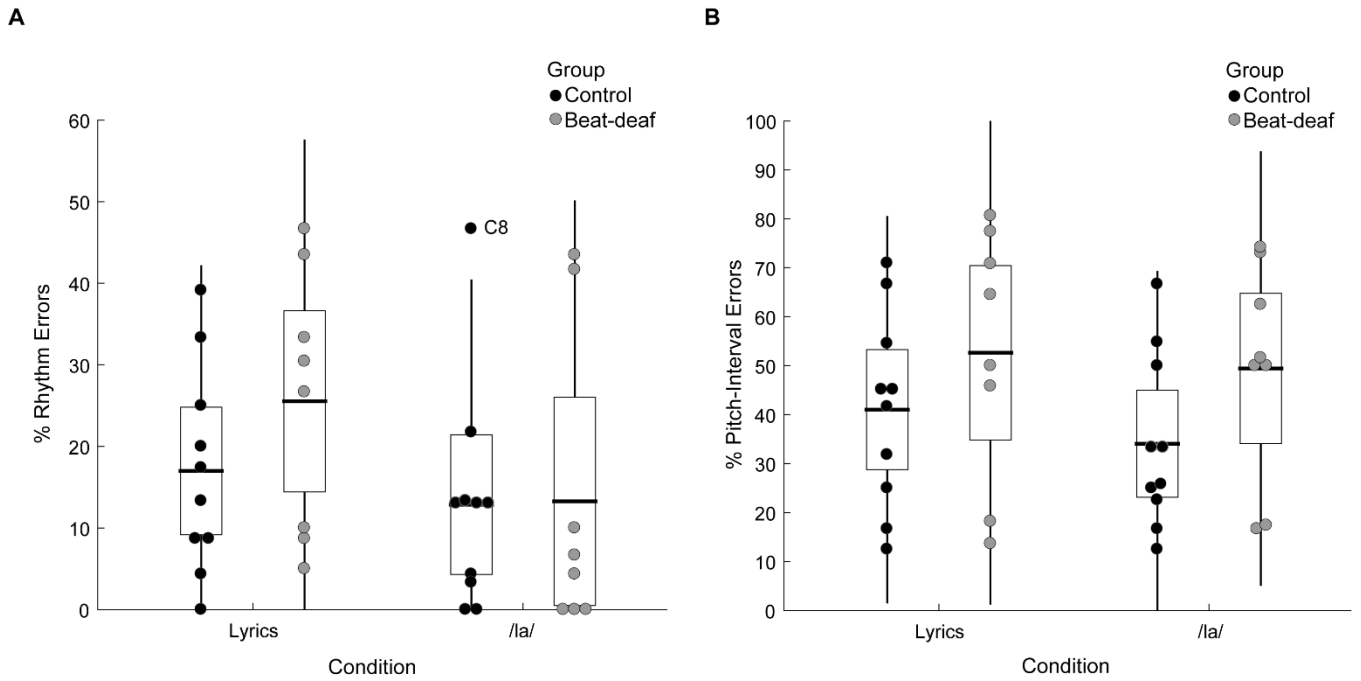 A
Group
Control
Beat-deaf
% Rhythm Errors
60
50
40
30
20
10
0
C8
Lyrics
/la/
Condition
B
Group
Control
Beat-deaf
% Pitch-Interval Errors
100
90
80
70
60
50
40
30
20
10
0
Lyrics
/la/
Condition